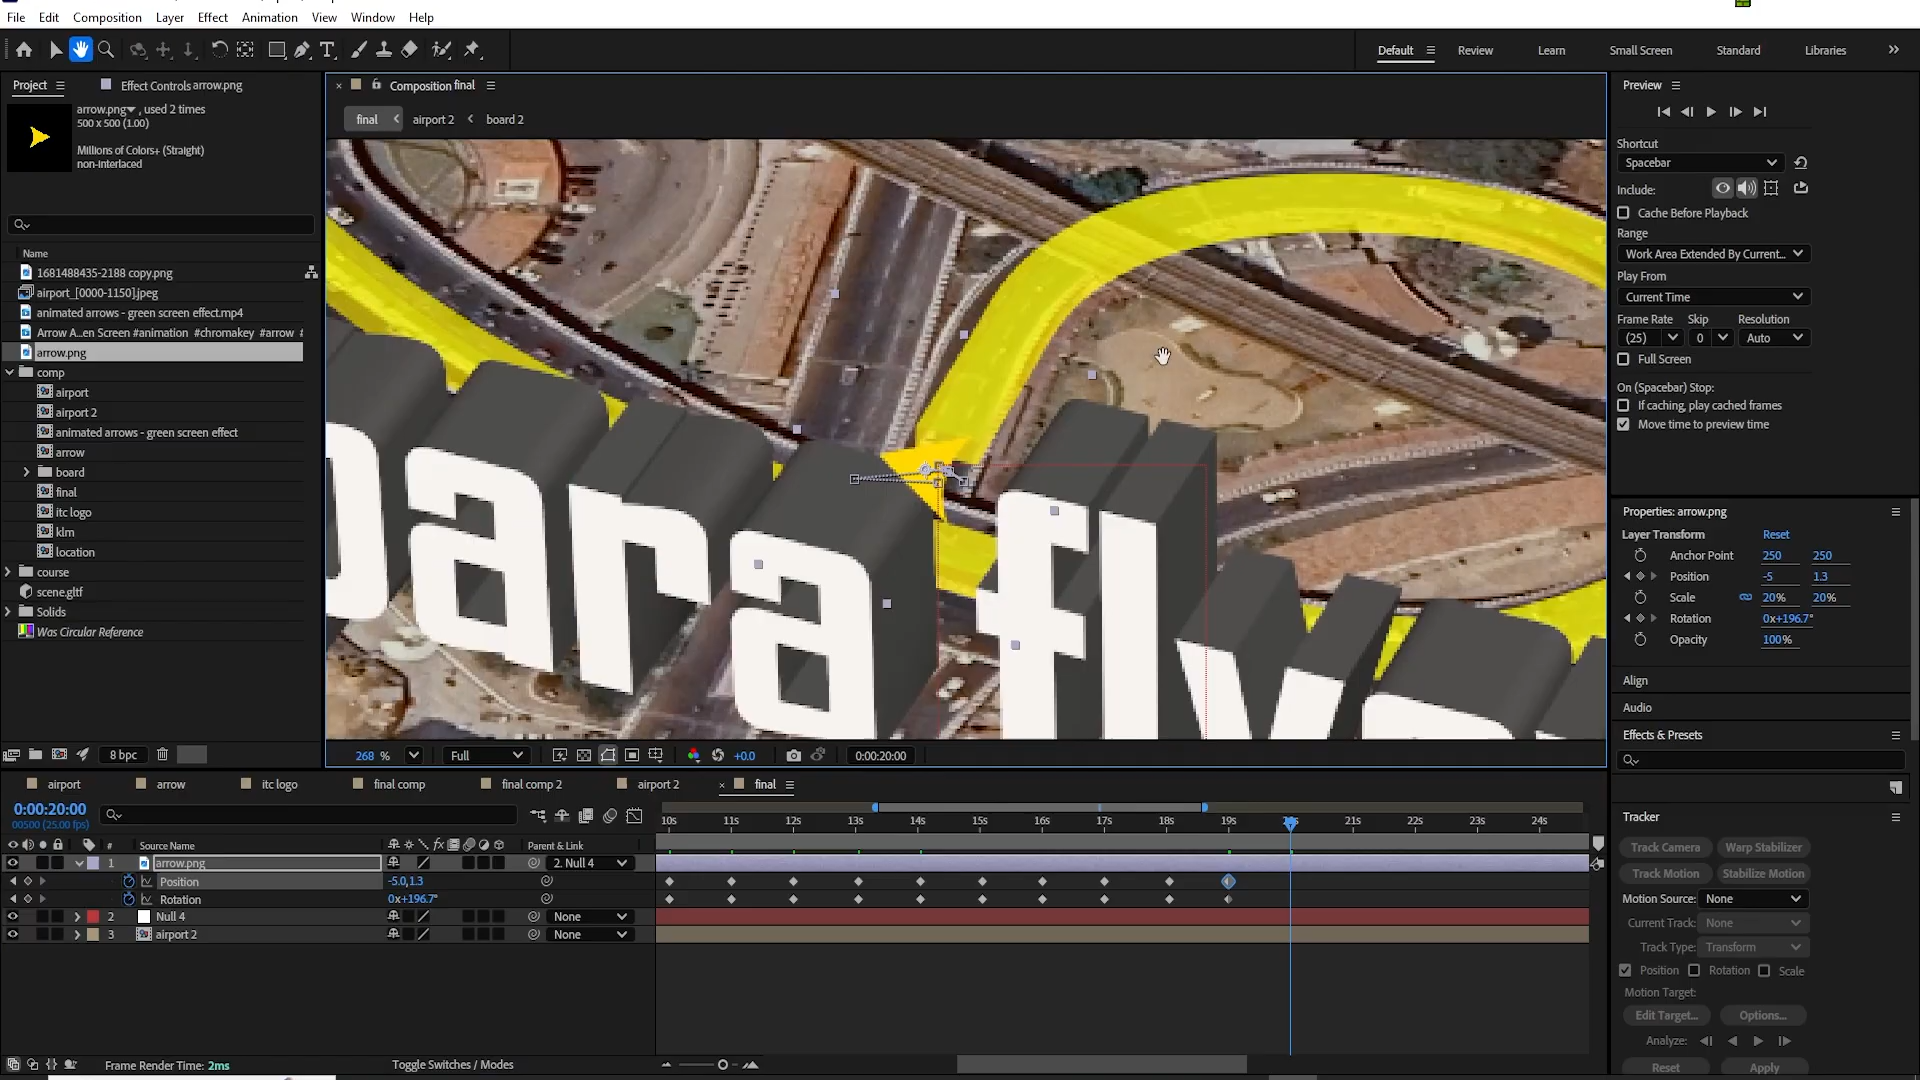 File Edit Composition Layer Effect Animation View Window Help
Default Review Learn Small Screen Standard Libraries
Project Effect Controls arrow.png
arrow.png , used 2 times
500 x 500 (1.00)
Millions of Colors+ (Straight)
non-interlaced
Name
1681488435-2188 copy.png
airport_[0000-1150].jpeg
animated arrows - green screen effect.mp4
Arrow A...en Screen #animation #chromakey #arrow #
arrow.png
comp
airport
airport 2
animated arrows - green screen effect
arrow
board
final
itc logo
klm
location
course
scene.gltf
Solids
Was Circular Reference
8 bpc
Composition final
final airport 2 board 2
para flyo
268 % Full +0.0 0:00:20:00
Preview
Shortcut
Spacebar
Include:
Cache Before Playback
Range
Work Area Extended By Current...
Play From
Current Time
Frame Rate Skip Resolution
(25) 0 Auto
Full Screen
On (Spacebar) Stop:
If caching, play cached frames
Move time to preview time
Properties: arrow.png
Layer Transform Reset
Anchor Point 250 250
Position -5 1.3
Scale 20% 20%
Rotation 0x+196.7°
Opacity 100%
Align
Audio
Effects & Presets
Tracker
Track Camera Warp Stabilizer
Track Motion Stabilize Motion
Motion Source: None
Current Track: None
Track Type: Transform
Position Rotation Scale
Motion Target:
Edit Target... Options...
Analyze:
Reset Apply
airport arrow itc logo final comp final comp 2 airport 2 final
0:00:20:00
00500 (25.00 fps)
10s 11s 12s 13s 14s 15s 16s 17s 18s 19s 21s 22s 23s 24s
# Source Name fx Parent & Link
1 arrow.png 2. Null 4
Position -5.0,1.3
Rotation 0x+196.7°
2 Null 4 None
3 airport 2 None
Frame Render Time: 2ms Toggle Switches / Modes